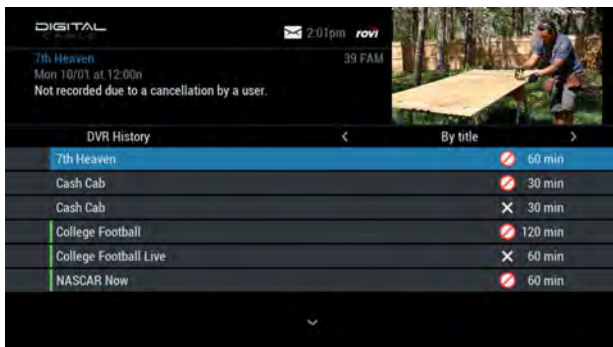 DIGITAL
CABLE
2:01pm rovi
7th Heaven 39 FAM
Mon 10/01 at 12:00n
Not recorded due to a cancellation by a user.
DVR History < By title >
7th Heaven 60 min
Cash Cab 30 min
Cash Cab 30 min
College Football 120 min
College Football Live 60 min
NASCAR Now 60 min